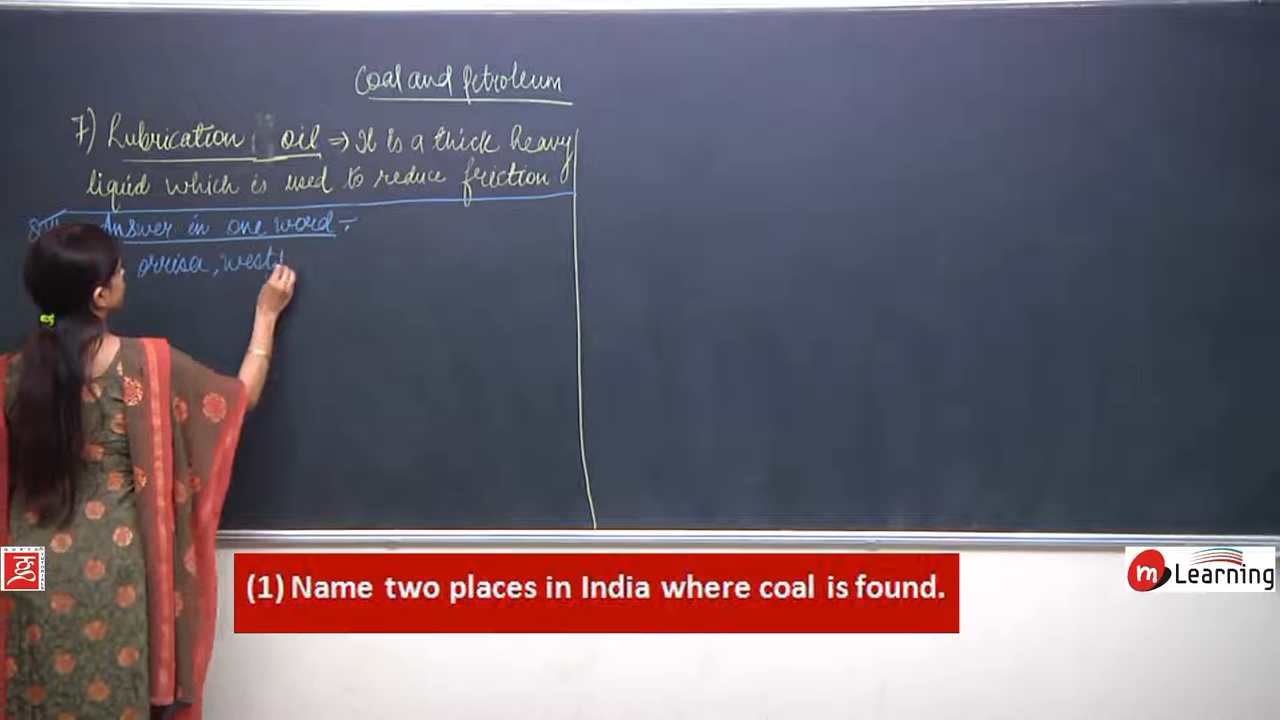 Coal and Petroleum
7) Lubrication oil ⇒ It is a thick heavy
liquid which is used to reduce friction.
Answer in one word :-
orrisa, west
(1) Name two places in India where coal is found.
GUPTA
m Learning